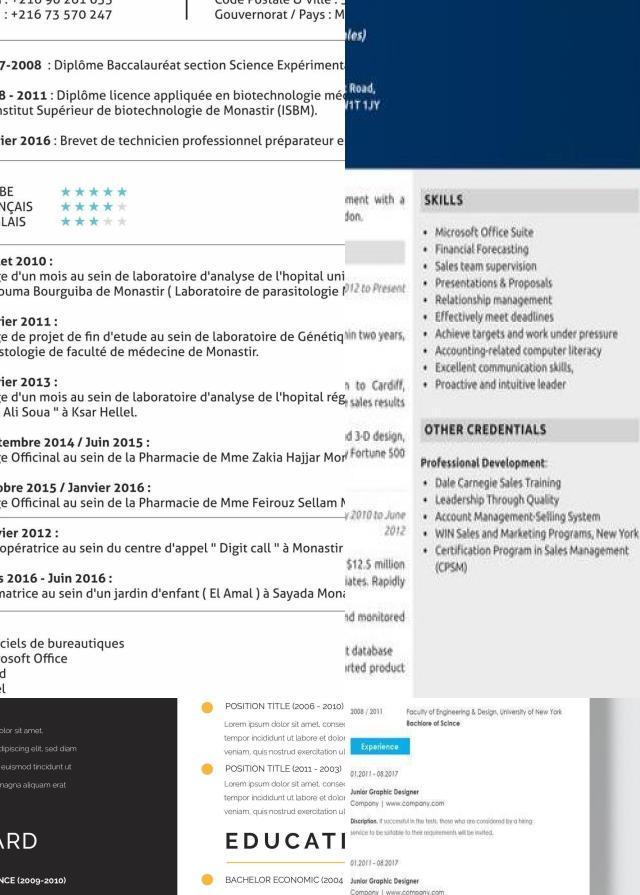 : +216 73 570 247
Gouvernorat / Pays : M
7-2008 : Diplôme Baccalauréat section Science Expériment
8 - 2011 : Diplôme licence appliquée en biotechnologie méd
nstitut Supérieur de biotechnologie de Monastir (ISBM).
ier 2016 : Brevet de technicien professionnel préparateur e
BE
NÇAIS
LAIS
et 2010 :
e d'un mois au sein de laboratoire d'analyse de l'hopital uni
ouma Bourguiba de Monastir ( Laboratoire de parasitologie
ier 2011 :
ge de projet de fin d'etude au sein de laboratoire de Génétiq
stologie de faculté de médecine de Monastir.
ier 2013 :
e d'un mois au sein de laboratoire d'analyse de l'hopital rég
Ali Soua " à Ksar Hellel.
tembre 2014 / Juin 2015 :
ge Officinal au sein de la Pharmacie de Mme Zakia Hajjar Mor
obre 2015 / Janvier 2016 :
ge Officinal au sein de la Pharmacie de Mme Feirouz Sellam
vier 2012 :
opératrice au sein du centre d'appel " Digit call " à Monastir
s 2016 - Juin 2016 :
matrice au sein d'un jardin d'enfant ( El Amal ) à Sayada Mona
ciels de bureautiques
rosoft Office
d
el
les)
Road,
1T 1JY
ment with a
don.
012 to Present
hin two years,
n to Cardiff,
sales results
d 3-D design,
Fortune 500
2010 to June
2012
$12.5 million
iates. Rapidly
nd monitored
t database
rted product
SKILLS
• Microsoft Office Suite
• Financial Forecasting
• Sales team supervision
• Presentations & Proposals
• Relationship management
• Effectively meet deadlines
• Achieve targets and work under pressure
• Accounting-related computer literacy
• Excellent communication skills,
• Proactive and intuitive leader
OTHER CREDENTIALS
Professional Development:
• Dale Carnegie Sales Training
• Leadership Through Quality
• Account Management-Selling System
• WIN Sales and Marketing Programs, New York
• Certification Program in Sales Management
(CPSM)
olor sit amet,
dipiscing elit, sed diam
euismod tincidunt ut
magna aliquam erat
ARD
NCE (2009-2010)
POSITION TITLE (2006 - 2010)
Lorem ipsum dolor sit amet, consec
tempor incididunt ut labore et dolor
veniam, quis nostrud exercitation ul
POSITION TITLE (2011 - 2003)
Lorem ipsum dolor sit amet, consec
tempor incididunt ut labore et dolor
veniam, quis nostrud exercitation ul
EDUCATI
BACHELOR ECONOMIC (2004
2008 / 2011 Faculty of Engineering & Design, University of New York
Bachlore of Scince
Experience
01.2011 - 08.2017
Junior Graphic Designer
Company | www.company.com
Discription. If successful in the tests, those who are considered by a hiring
service to be suitable to their requirements will be invited.
01.2011 - 08.2017
Junior Graphic Designer
Company | www.company.com